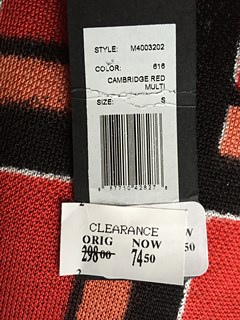 STYLE: M4003202
COLOR: 616
CAMBRIDGE RED
MULTI
SIZE: S
CLEARANCE
ORIG NOW
298 00 74 50
W
50